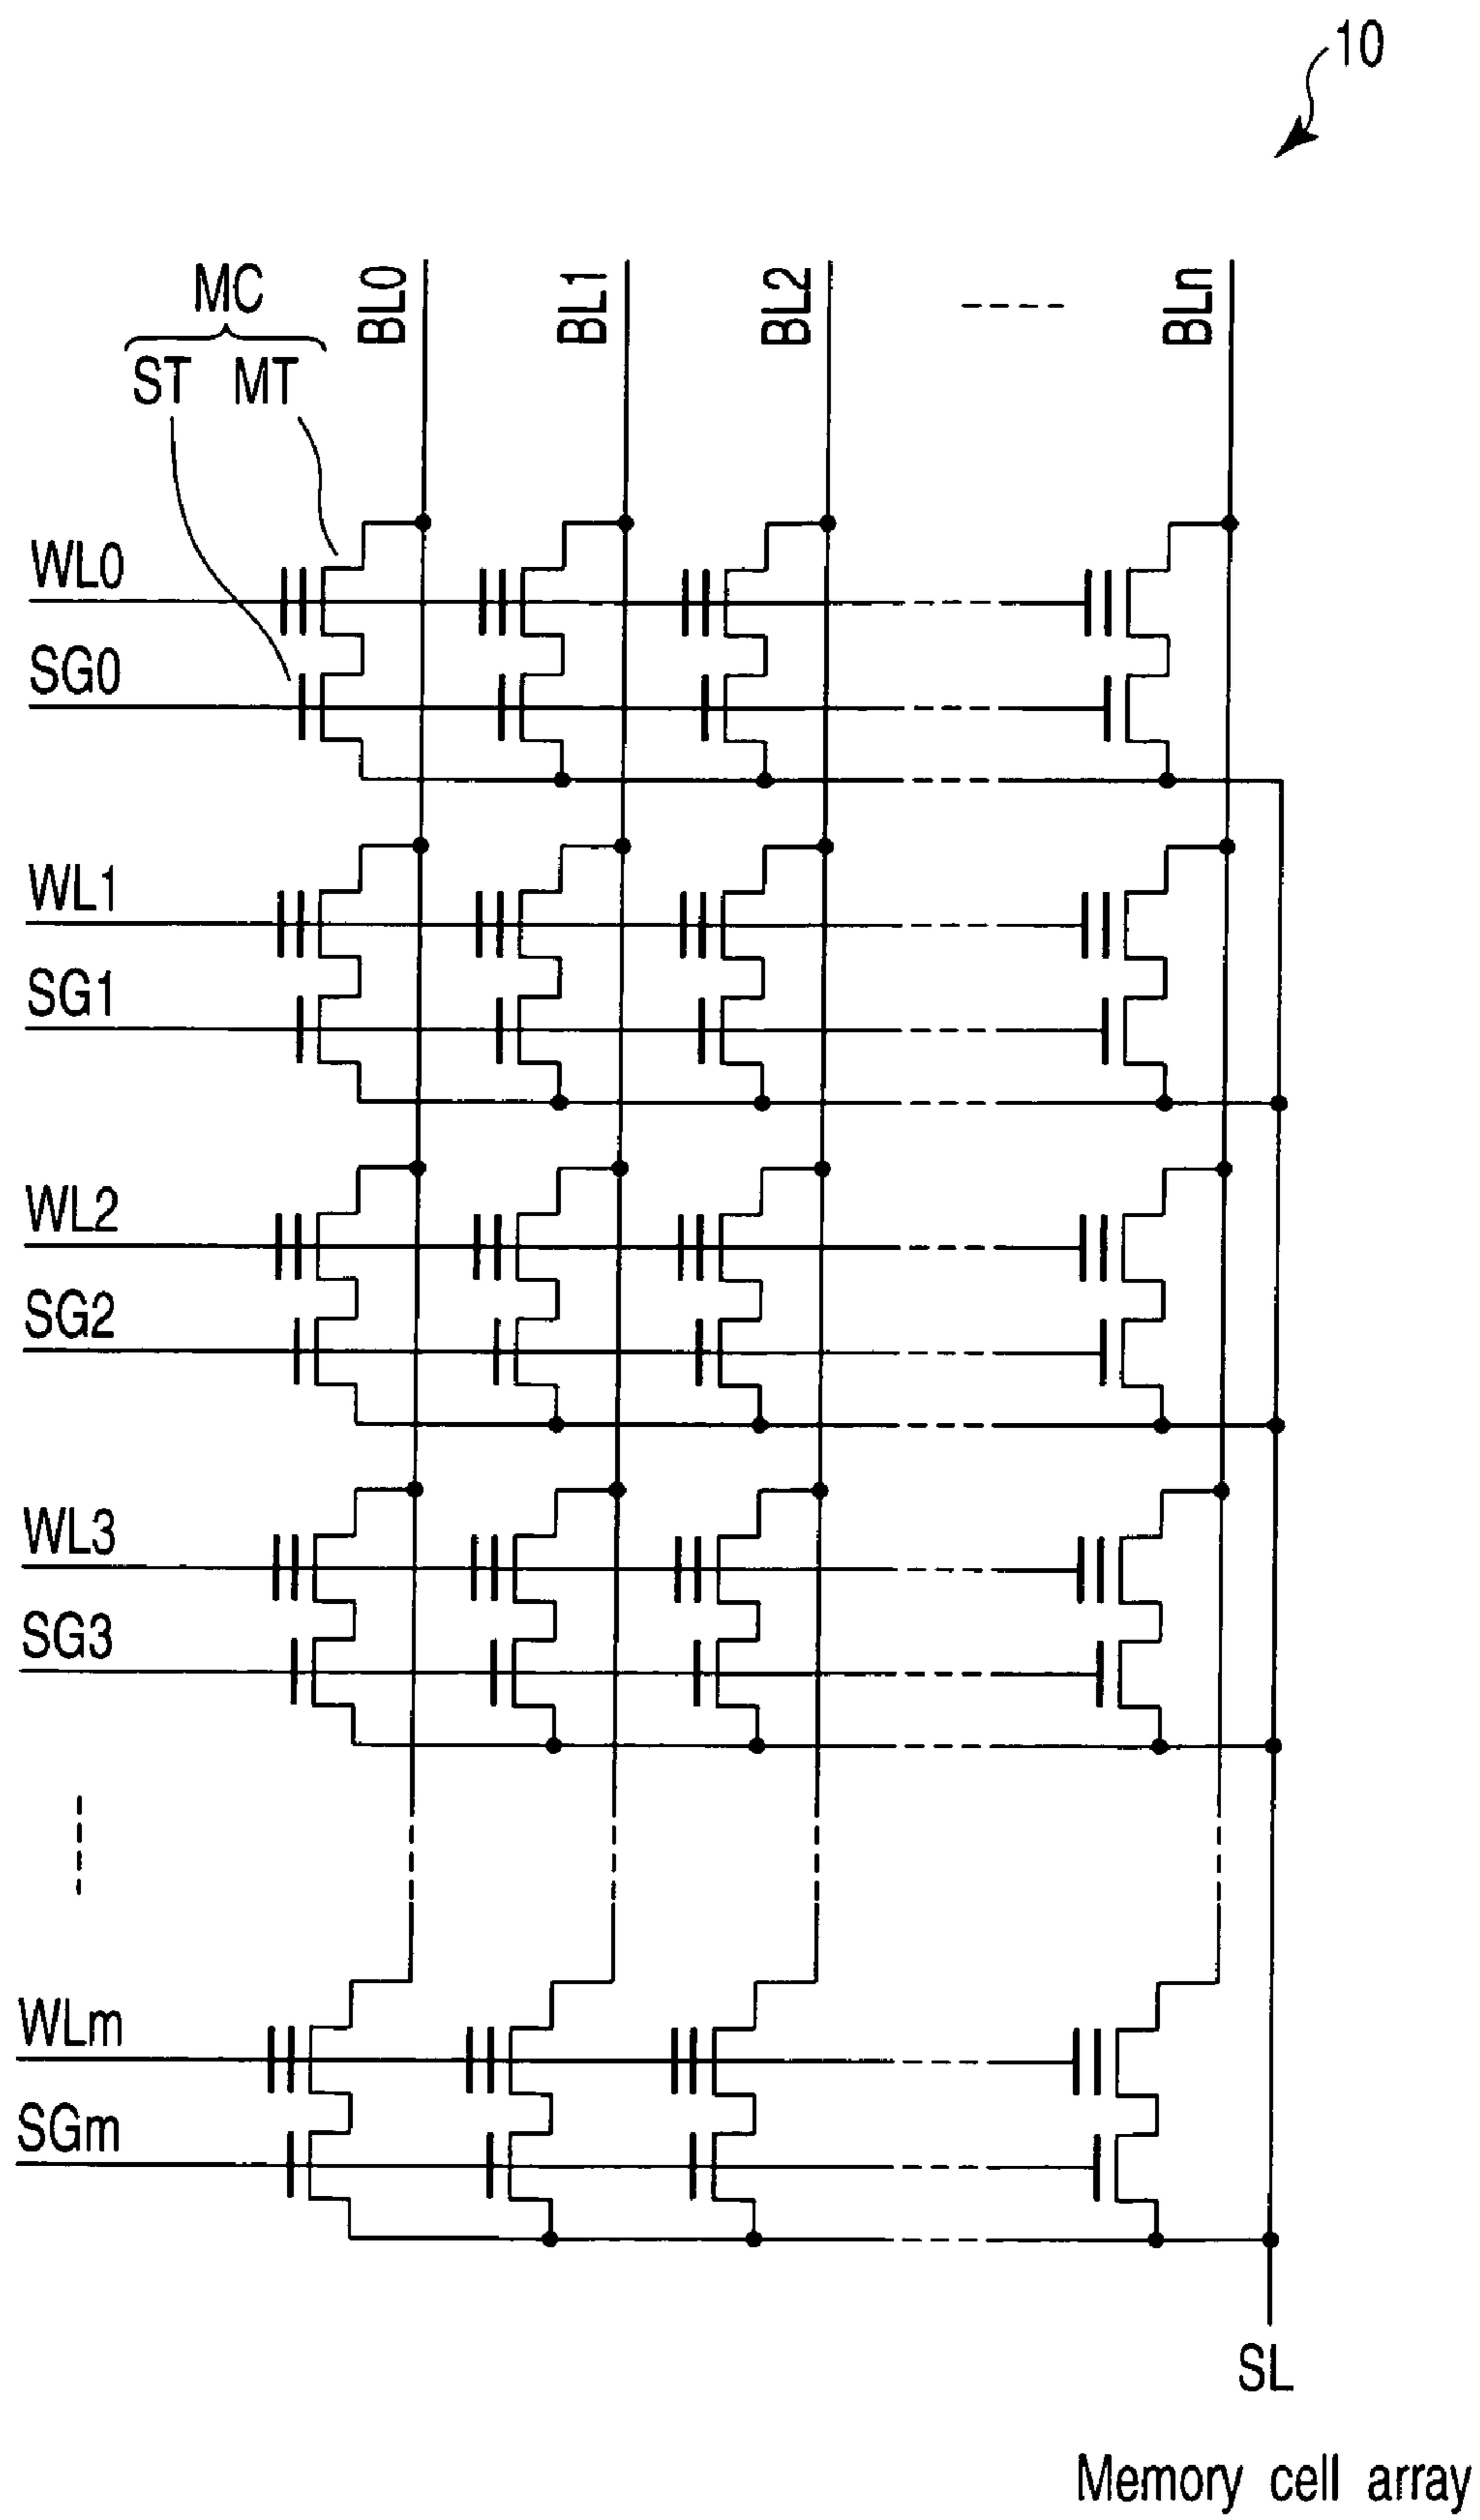 10
MC
ST MT
BL0
BL1
BL2
BLn
WL0
SG0
WL1
SG1
WL2
SG2
WL3
SG3
WLm
SGm
SL
Memory cell array